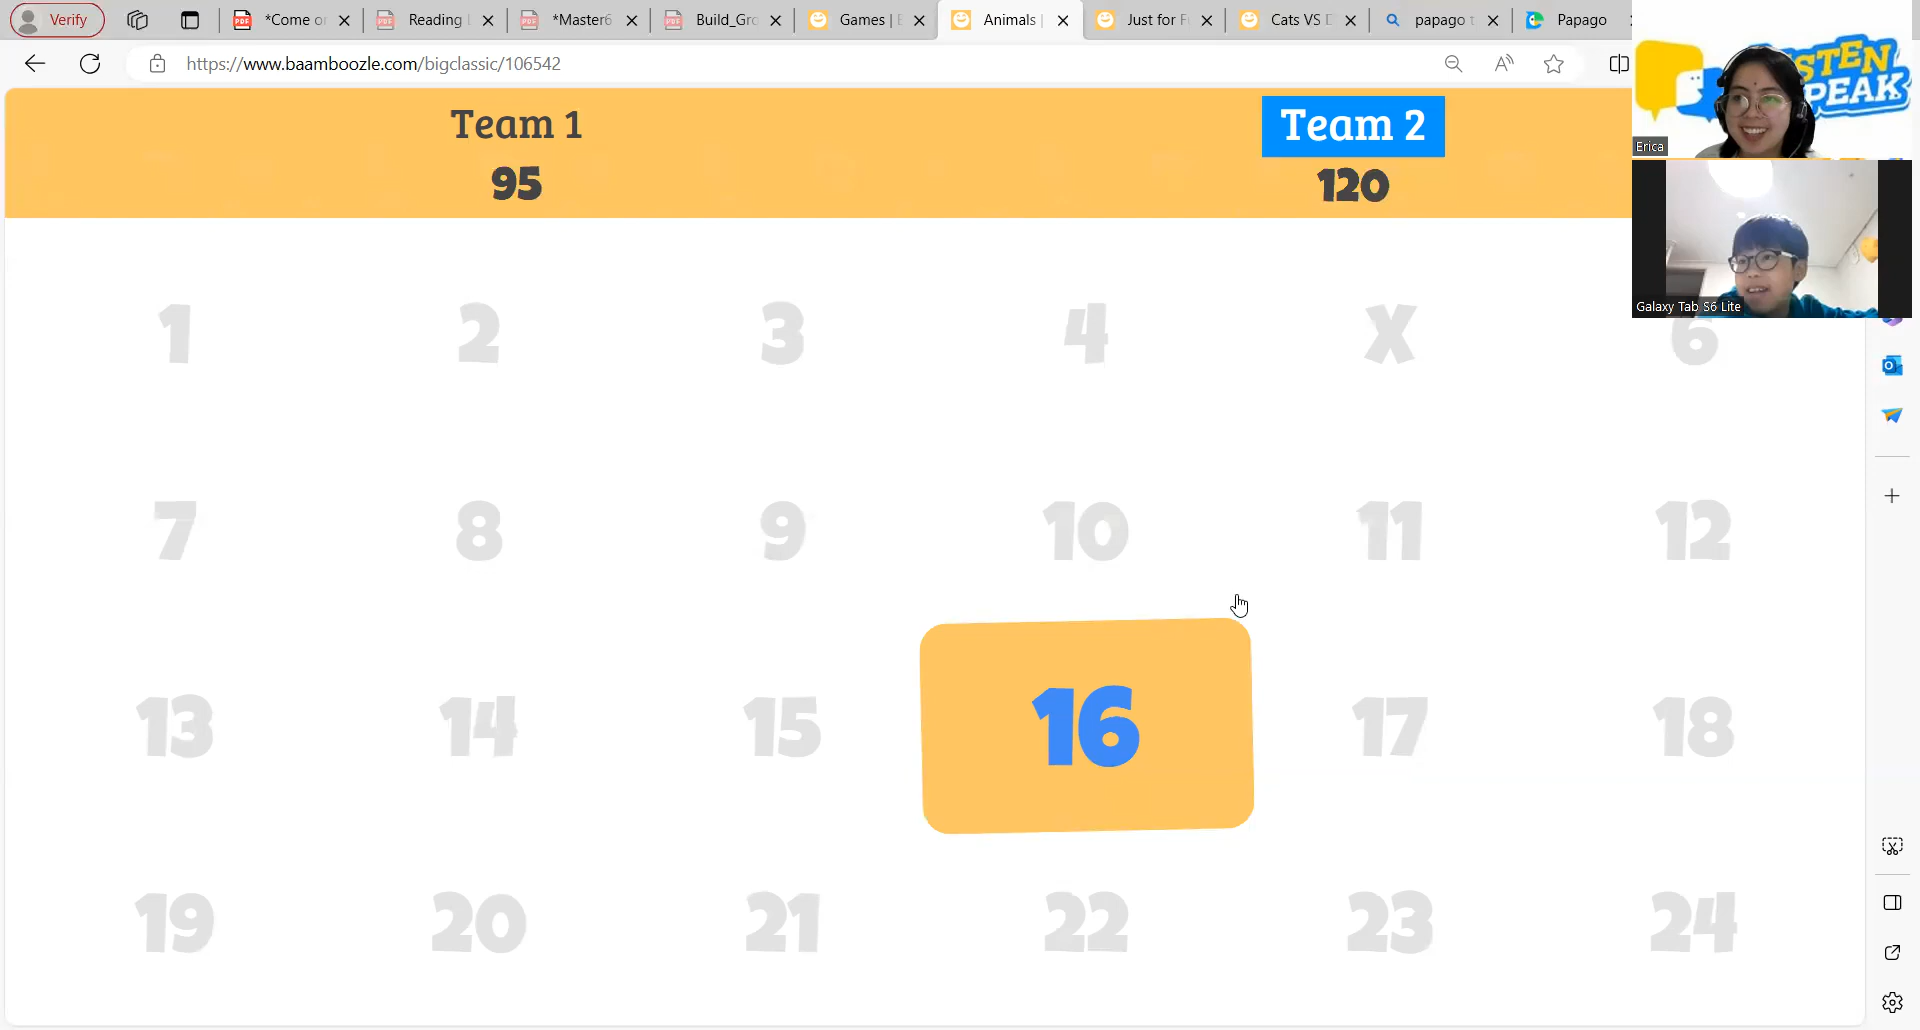 Verify
*Come o
Reading
*Master6
Build_Gro
Games |
Animals |
Just for F
Cats VS D
papago t
Papago
https://www.baamboozle.com/bigclassic/106542
STEN
PEAK
Erica
Galaxy Tab S6 Lite
Team 1
Team 2
95
120
1 2 3 4 X 6
7 8 9 10 11 12
13 14 15 16 17 18
19 20 21 22 23 24